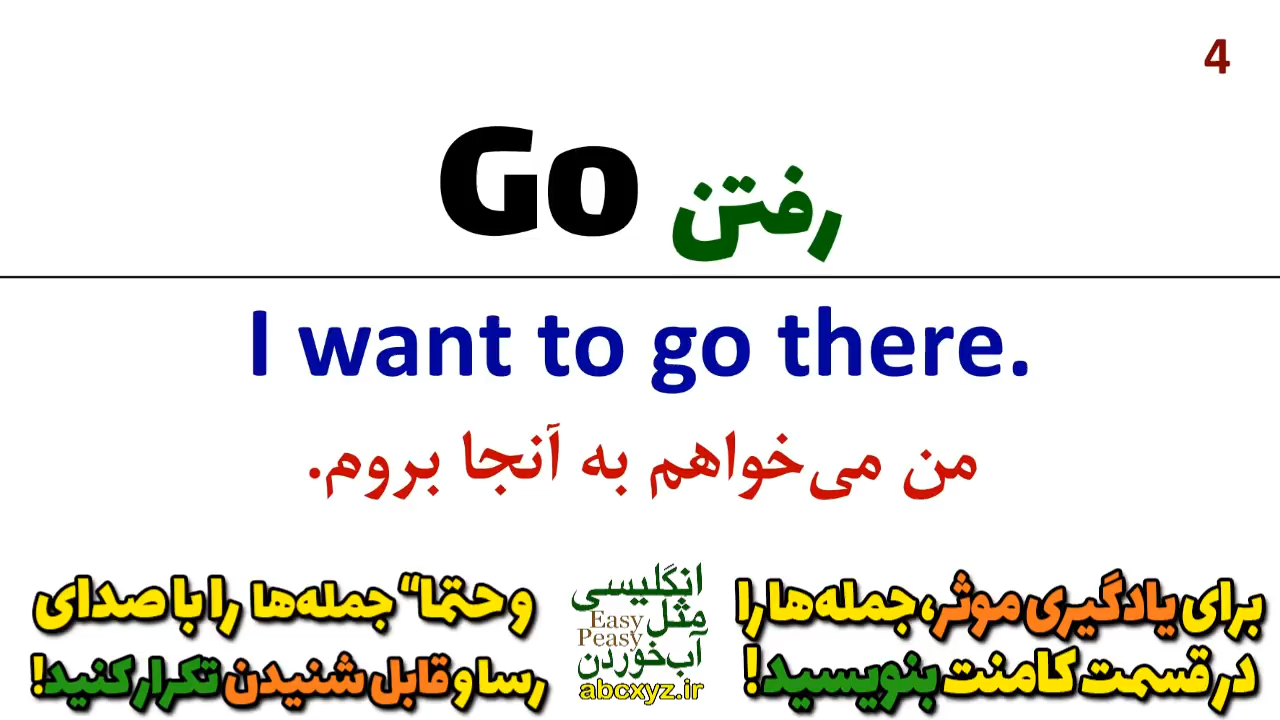 4
Go رفتن
I want to go there.
من می‌خواهم به آنجا بروم.
برای یادگیری موثر، جمله‌ها را
در قسمت کامنت بنویسید!
انگلیسی
مثل
Easy
Peasy
آب خوردن
abcxyz.ir
و حتما“ جمله‌ها را با صدای
رسا و قابل شنیدن تکرار کنید!